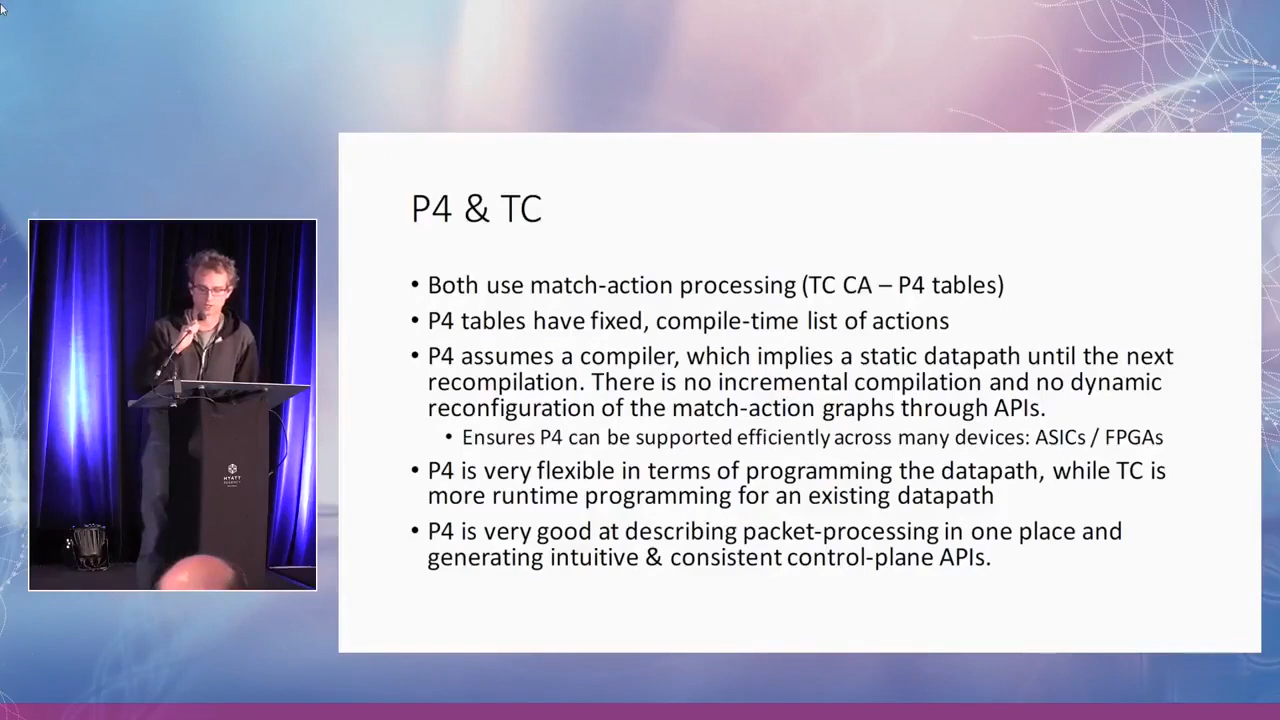 P4 & TC
• Both use match-action processing (TC CA – P4 tables)
• P4 tables have fixed, compile-time list of actions
• P4 assumes a compiler, which implies a static datapath until the next
recompilation. There is no incremental compilation and no dynamic
reconfiguration of the match-action graphs through APIs.
• Ensures P4 can be supported efficiently across many devices: ASICs / FPGAs
• P4 is very flexible in terms of programming the datapath, while TC is
more runtime programming for an existing datapath
• P4 is very good at describing packet-processing in one place and
generating intuitive & consistent control-plane APIs.
HYATT